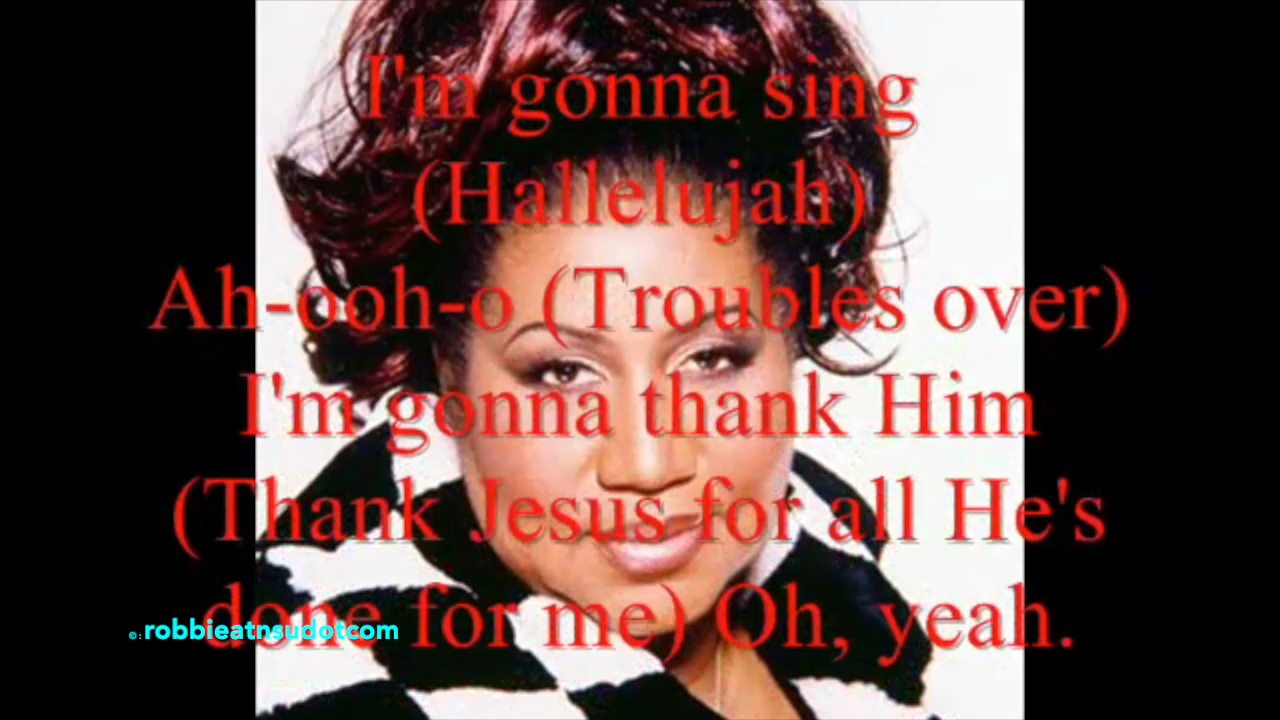 I'm gonna sing
(Hallelujah)
Ah-ooh-o (Troubles over)
I'm gonna thank Him
(Thank Jesus for all He's
done for me) Oh, yeah.
©: robbieatnsudotcom